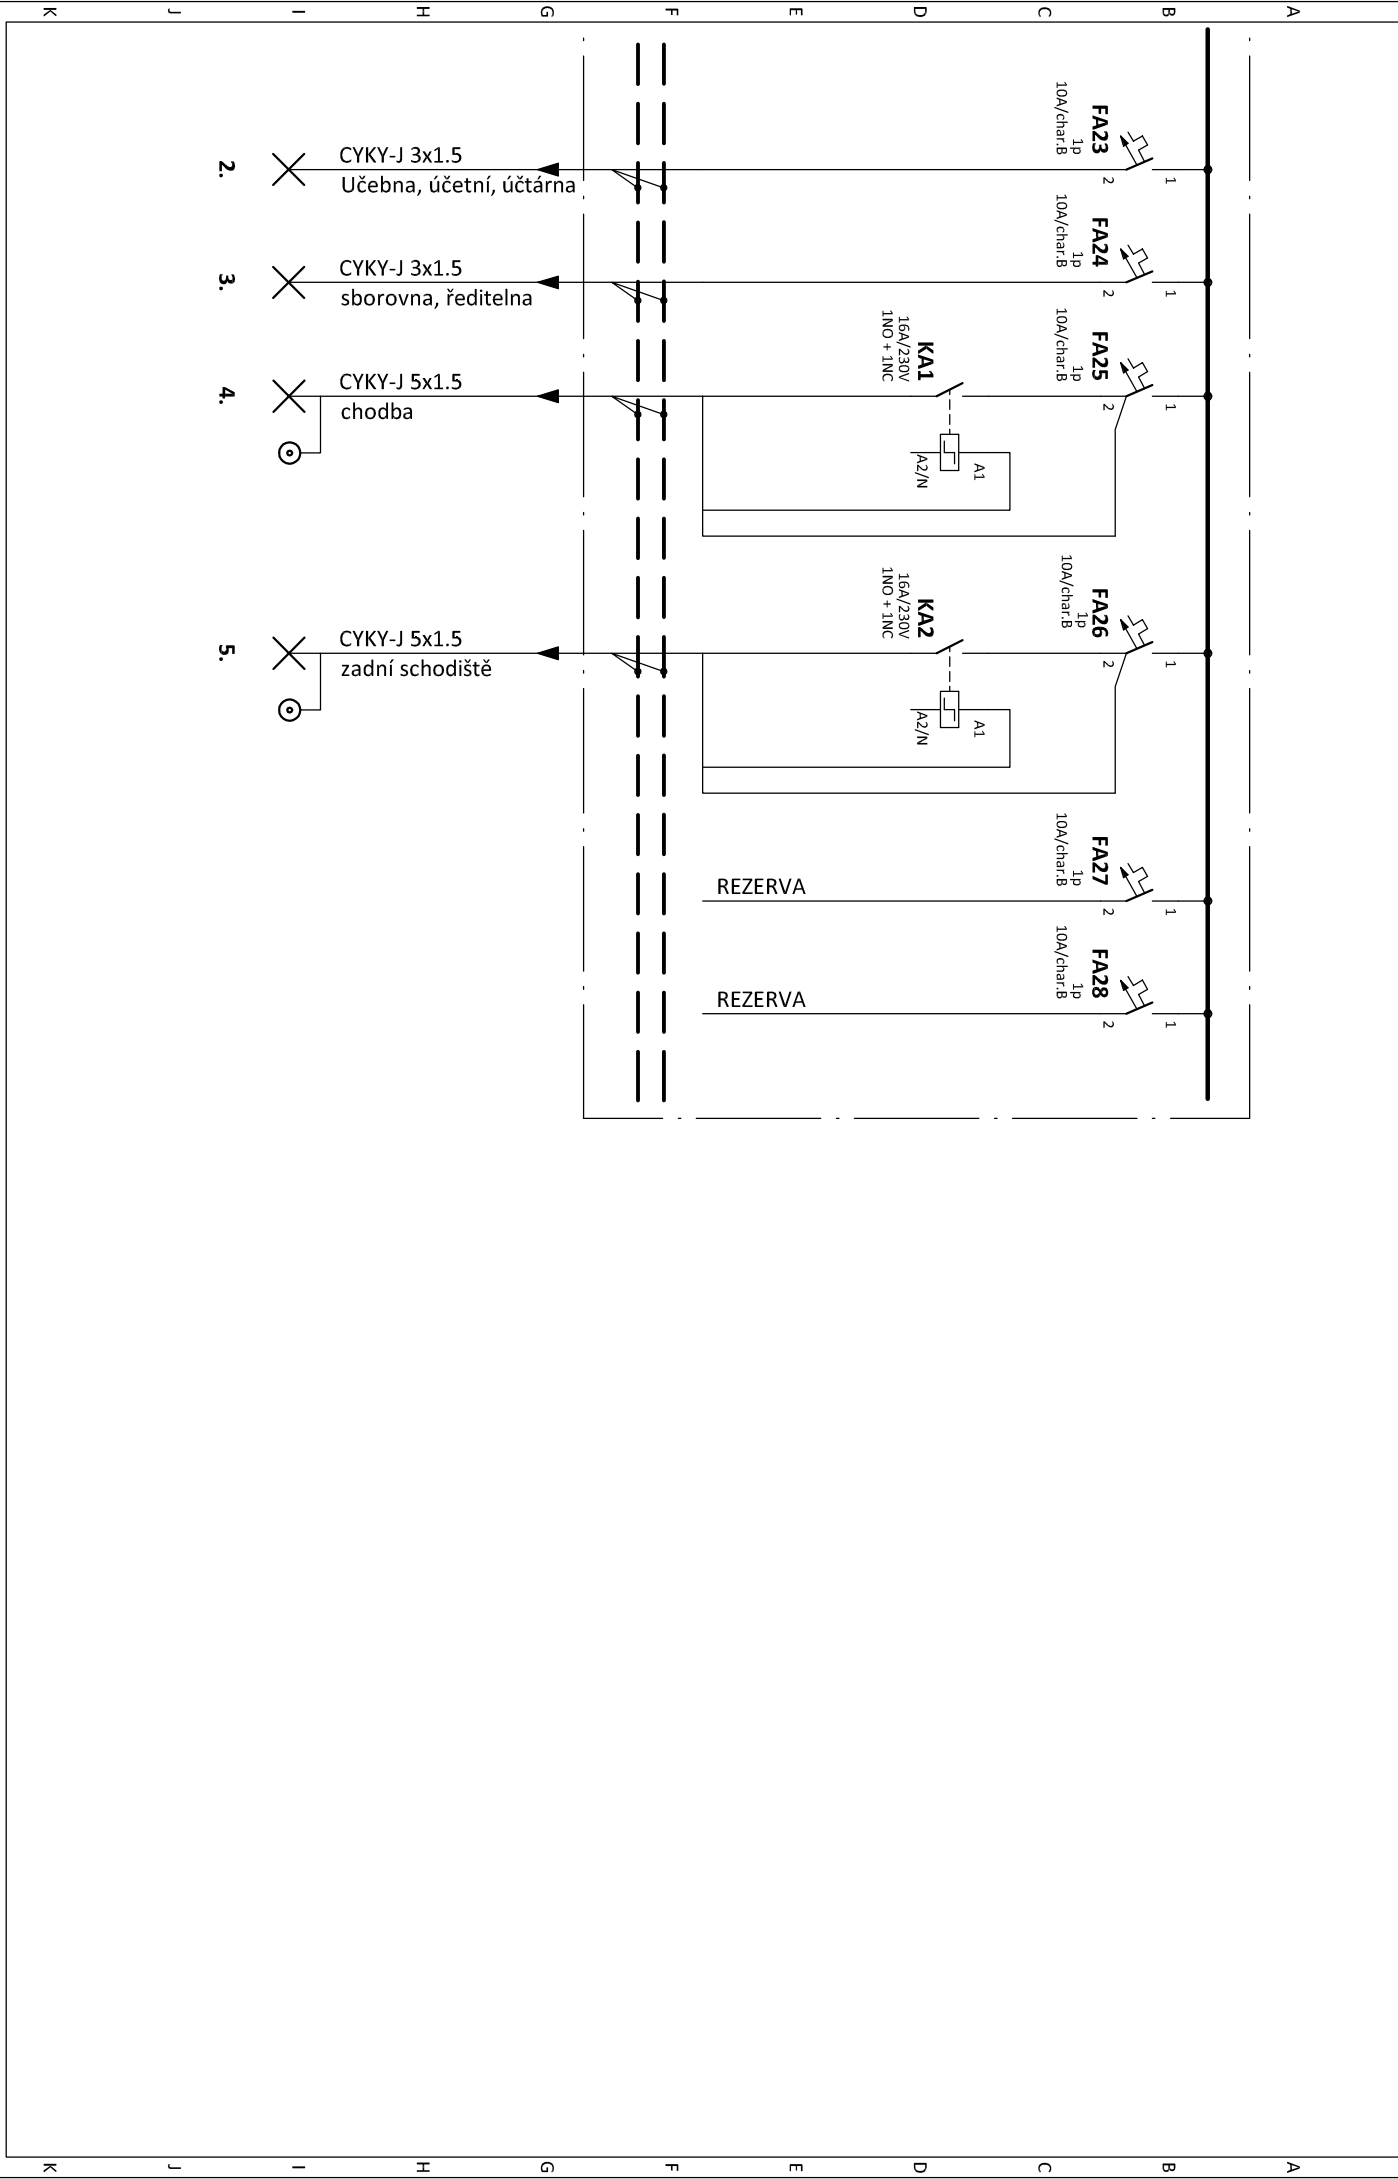 K J I H G F E D C B A
FA23
1p
10A/char.B
1
2
CYKY-J 3x1.5
Učebna, účetní, účtárna
2.
FA24
1p
10A/char.B
1
2
CYKY-J 3x1.5
sborovna, ředitelna
3.
FA25
1p
10A/char.B
1
2
KA1
16A/230V
1NO + 1NC
A1
A2/N
CYKY-J 5x1.5
chodba
4.
FA26
1p
10A/char.B
1
2
KA2
16A/230V
1NO + 1NC
A1
A2/N
CYKY-J 5x1.5
zadní schodiště
5.
FA27
1p
10A/char.B
1
2
REZERVA
FA28
1p
10A/char.B
1
2
REZERVA
K J I H G F E D C B A